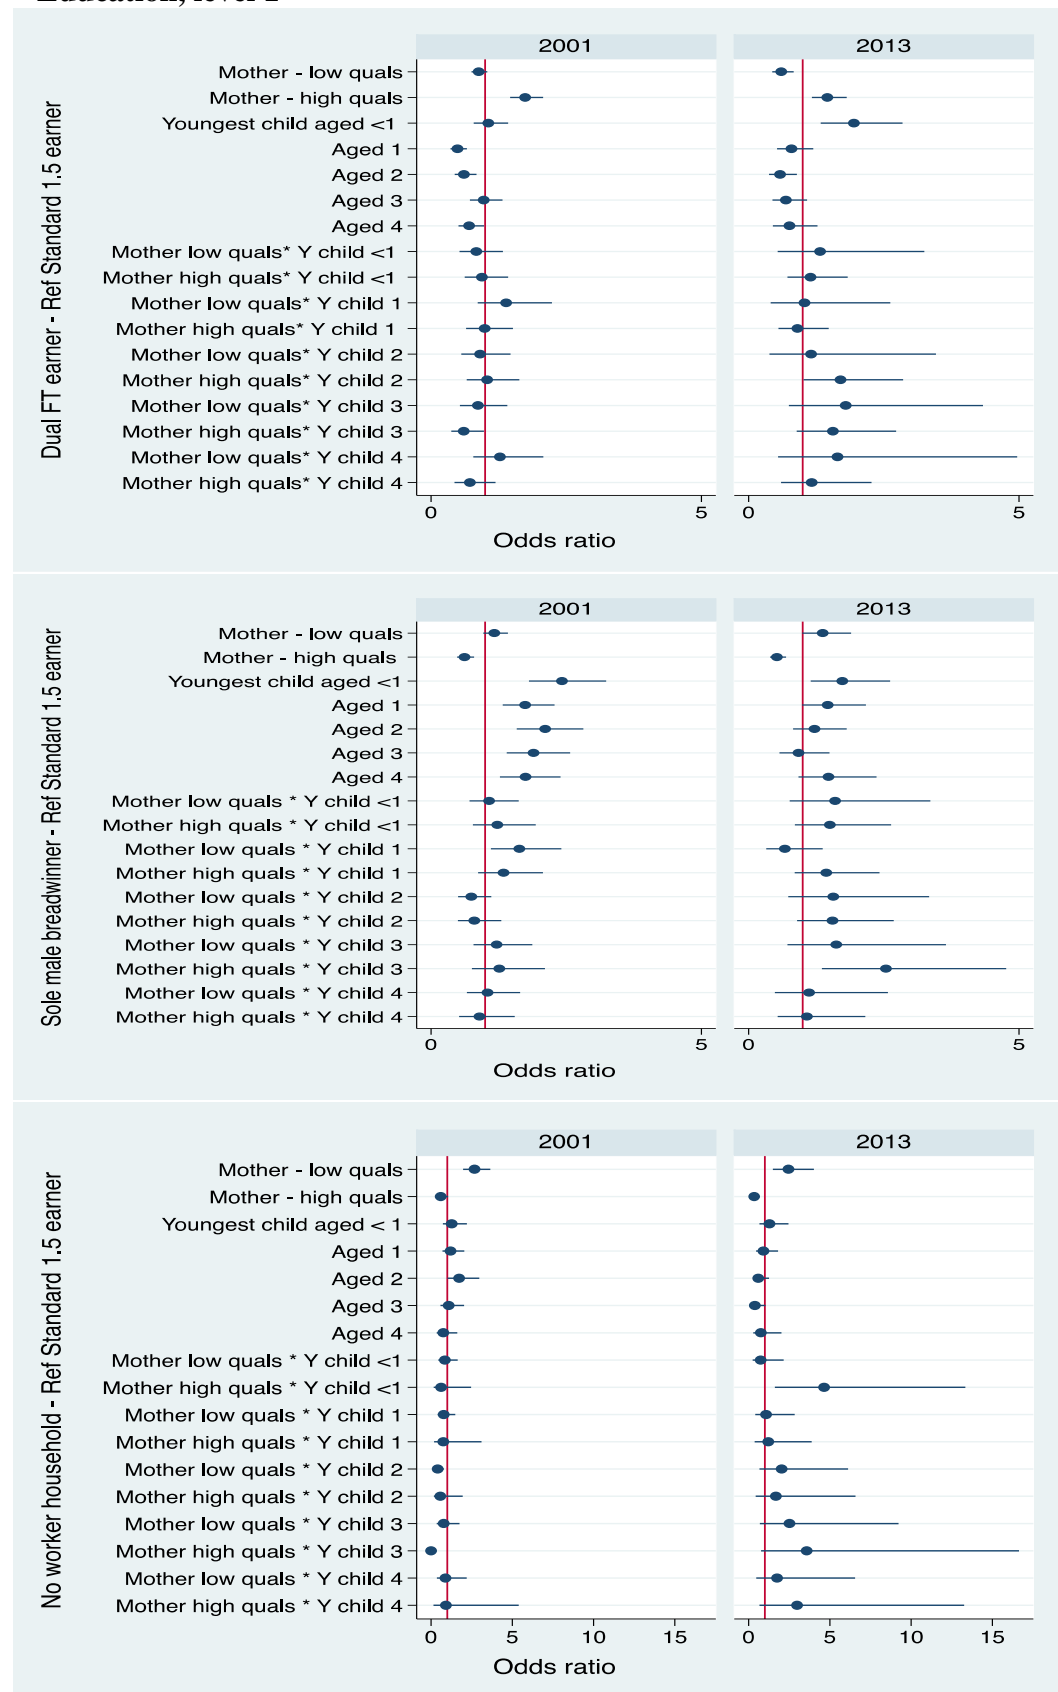 Education, level 2
2001 2013
Dual FT earner - Ref Standard 1.5 earner
Mother - low quals
Mother - high quals
Youngest child aged <1
Aged 1
Aged 2
Aged 3
Aged 4
Mother low quals* Y child <1
Mother high quals* Y child <1
Mother low quals* Y child 1
Mother high quals* Y child 1
Mother low quals* Y child 2
Mother high quals* Y child 2
Mother low quals* Y child 3
Mother high quals* Y child 3
Mother low quals* Y child 4
Mother high quals* Y child 4
0 5 0 5
Odds ratio
2001 2013
Sole male breadwinner - Ref Standard 1.5 earner
Mother - low quals
Mother - high quals
Youngest child aged <1
Aged 1
Aged 2
Aged 3
Aged 4
Mother low quals * Y child <1
Mother high quals * Y child <1
Mother low quals * Y child 1
Mother high quals * Y child 1
Mother low quals * Y child 2
Mother high quals * Y child 2
Mother low quals * Y child 3
Mother high quals * Y child 3
Mother low quals * Y child 4
Mother high quals * Y child 4
0 5 0 5
Odds ratio
2001 2013
No worker household - Ref Standard 1.5 earner
Mother - low quals
Mother - high quals
Youngest child aged < 1
Aged 1
Aged 2
Aged 3
Aged 4
Mother low quals * Y child <1
Mother high quals * Y child <1
Mother low quals * Y child 1
Mother high quals * Y child 1
Mother low quals * Y child 2
Mother high quals * Y child 2
Mother low quals * Y child 3
Mother high quals * Y child 3
Mother low quals * Y child 4
Mother high quals * Y child 4
0 5 10 15 0 5 10 15
Odds ratio